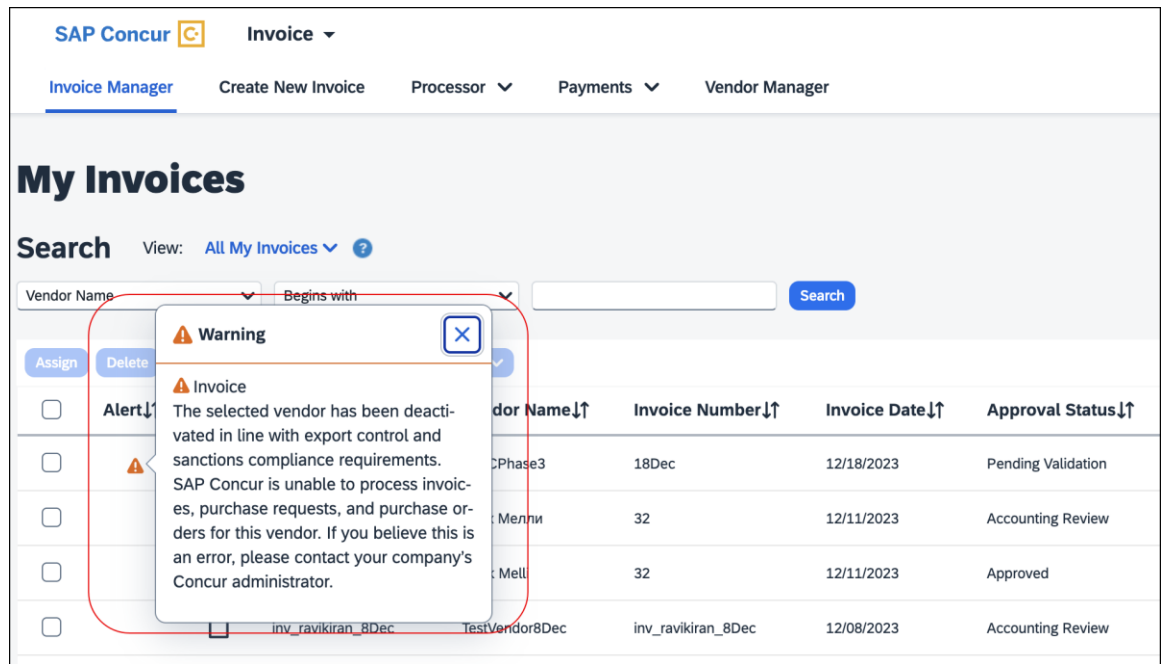 SAP Concur C Invoice
Invoice Manager Create New Invoice Processor Payments Vendor Manager
My Invoices
Search View: All My Invoices ?
Vendor Name Begins with Search
Warning
Assign Delete
Invoice
The selected vendor has been deacti-
vated in line with export control and
sanctions compliance requirements.
SAP Concur is unable to process invoic-
es, purchase requests, and purchase or-
ders for this vendor. If you believe this is
an error, please contact your company's
Concur administrator.
Alert Name Invoice Number Invoice Date Approval Status
CPhase3 18Dec 12/18/2023 Pending Validation
Мелли 32 12/11/2023 Accounting Review
Melli 32 12/11/2023 Approved
inv_ravikiran_8Dec TestVendor8Dec inv_ravikiran_8Dec 12/08/2023 Accounting Review